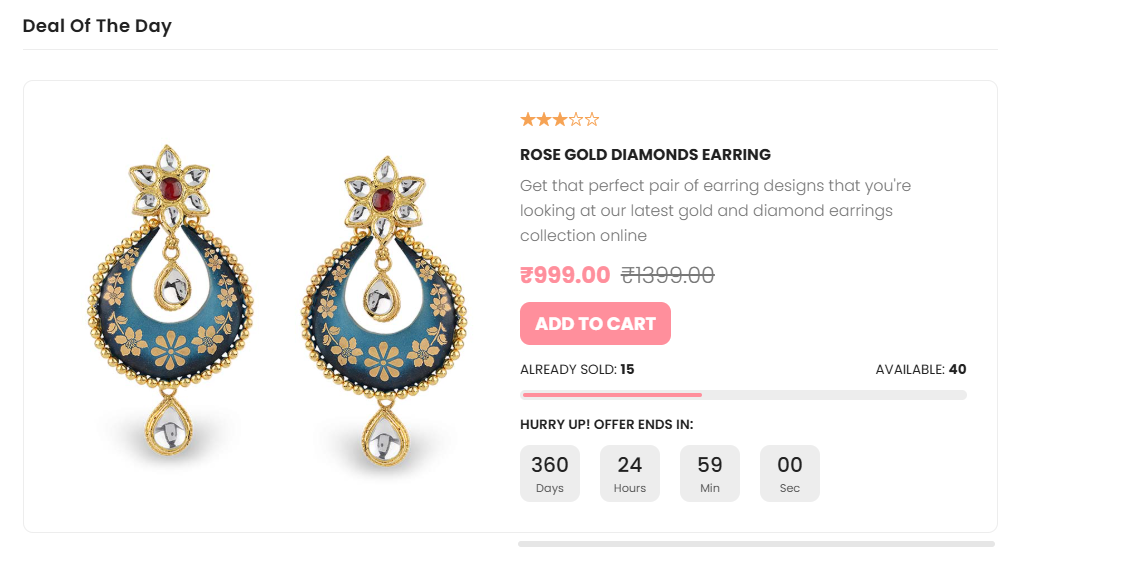 Deal Of The Day
ROSE GOLD DIAMONDS EARRING
Get that perfect pair of earring designs that you're
looking at our latest gold and diamond earrings
collection online
₹999.00 ₹1399.00
ADD TO CART
ALREADY SOLD: 15 AVAILABLE: 40
HURRY UP! OFFER ENDS IN:
360 24 59 00
Days Hours Min Sec